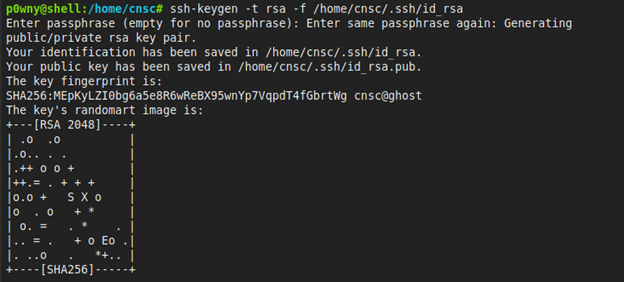 p0wny@shell:/home/cnsc# ssh-keygen -t rsa -f /home/cnsc/.ssh/id_rsa
Enter passphrase (empty for no passphrase): Enter same passphrase again: Generating
public/private rsa key pair.
Your identification has been saved in /home/cnsc/.ssh/id_rsa.
Your public key has been saved in /home/cnsc/.ssh/id_rsa.pub.
The key fingerprint is:
SHA256:MEpKyLZI0bg6a5e8R6wReBX95wnYp7VqpdT4fGbrtWg cnsc@ghost
The key's randomart image is:
+---[RSA 2048]----+
| .o  .o          |
|.o.. . .         |
|.++ o o +        |
|++.= . + + +     |
|o.o +   S X o    |
|o  . o   + *     |
| o. =   . *    . |
|.. = .   + o Eo .|
|. ..o   .   *+.. |
+----[SHA256]-----+